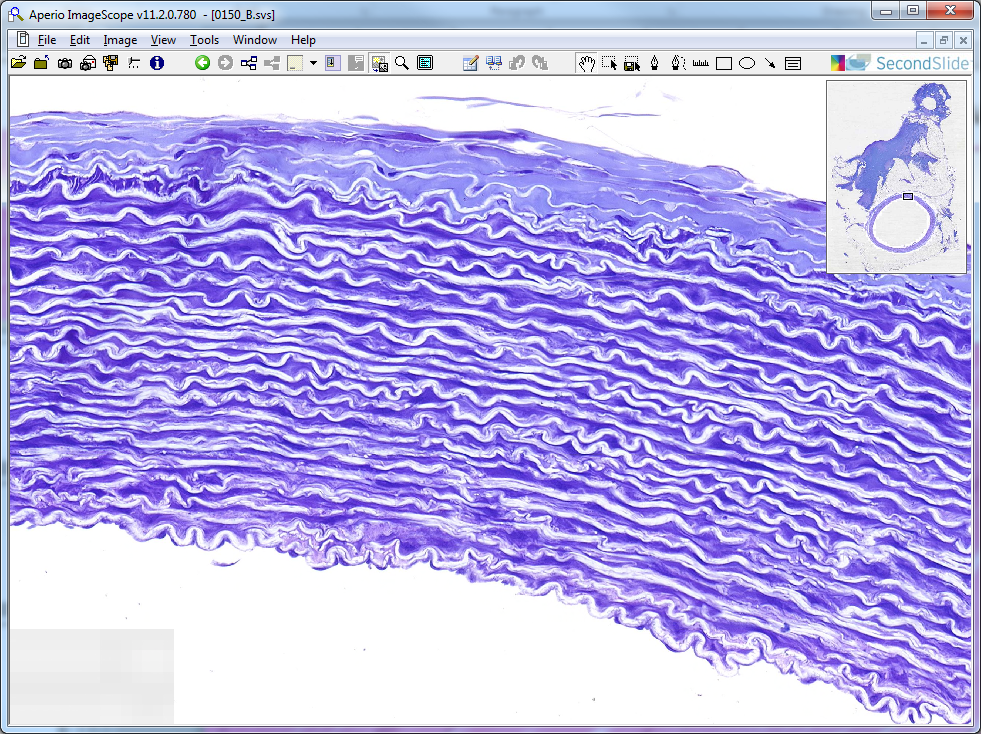 Aperio ImageScope v11.2.0.780 - [0150_B.svs]
File Edit Image View Tools Window Help
SecondSlide